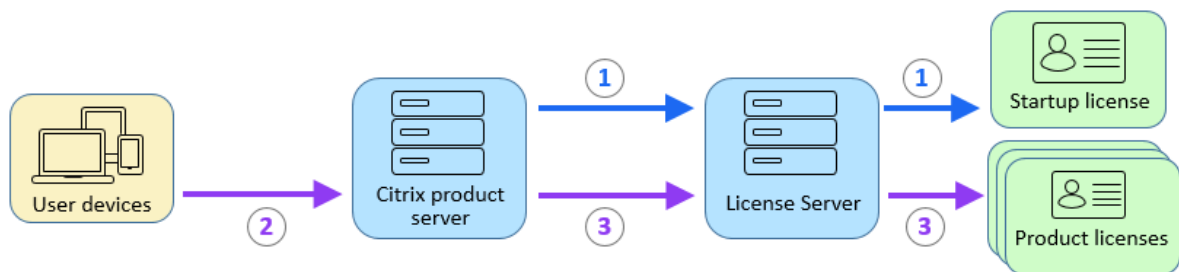 1
1
Startup license
User devices
2
Citrix product
server
3
License Server
3
Product licenses